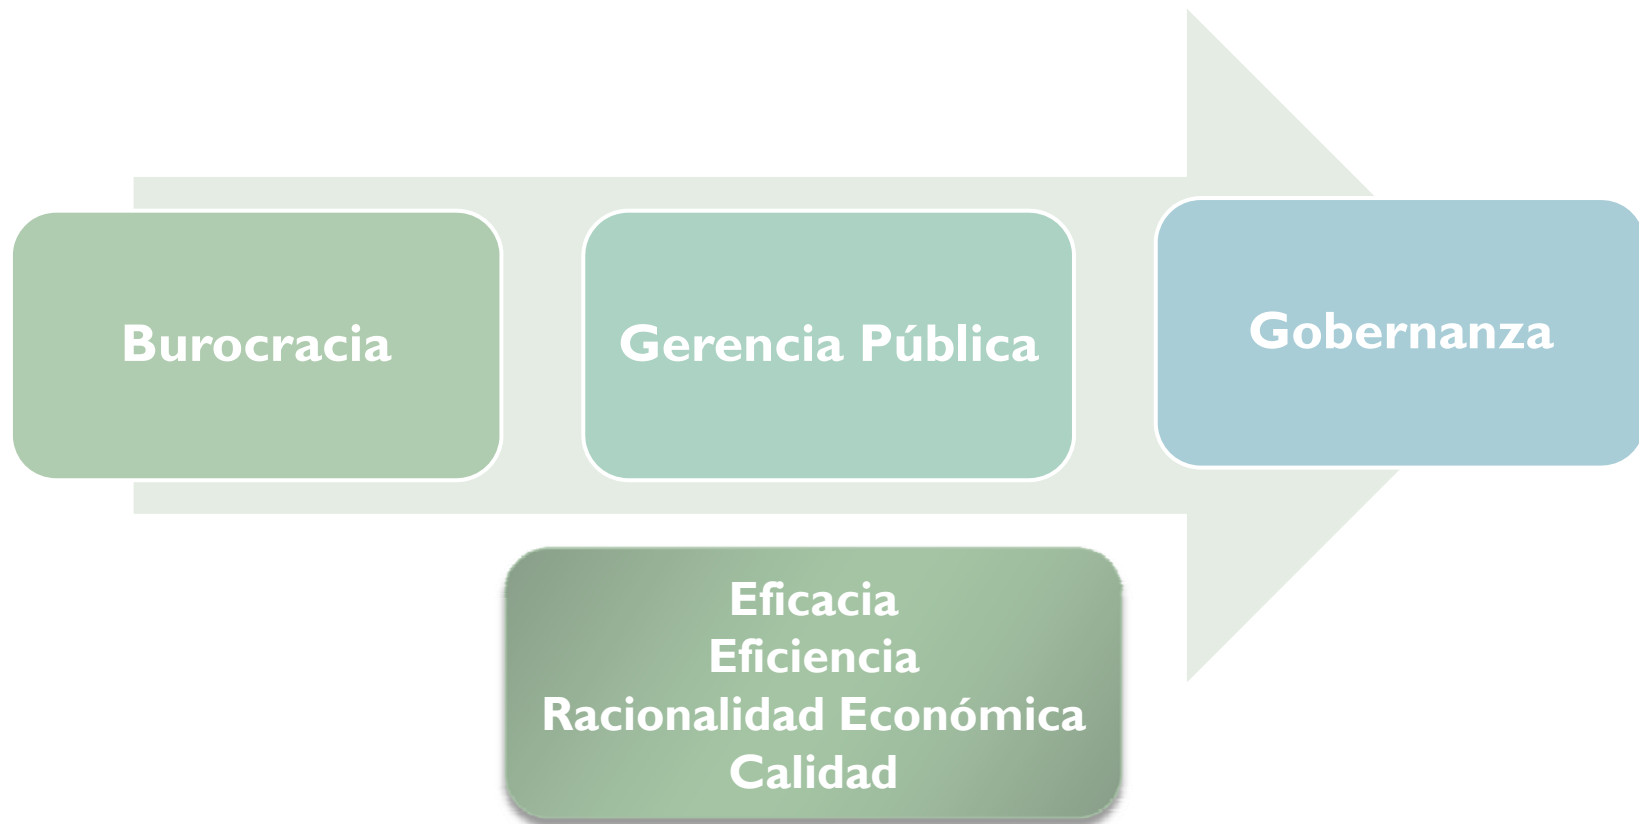 Burocracia
Gerencia Pública
Gobernanza
Eficacia
Eficiencia
Racionalidad Económica
Calidad